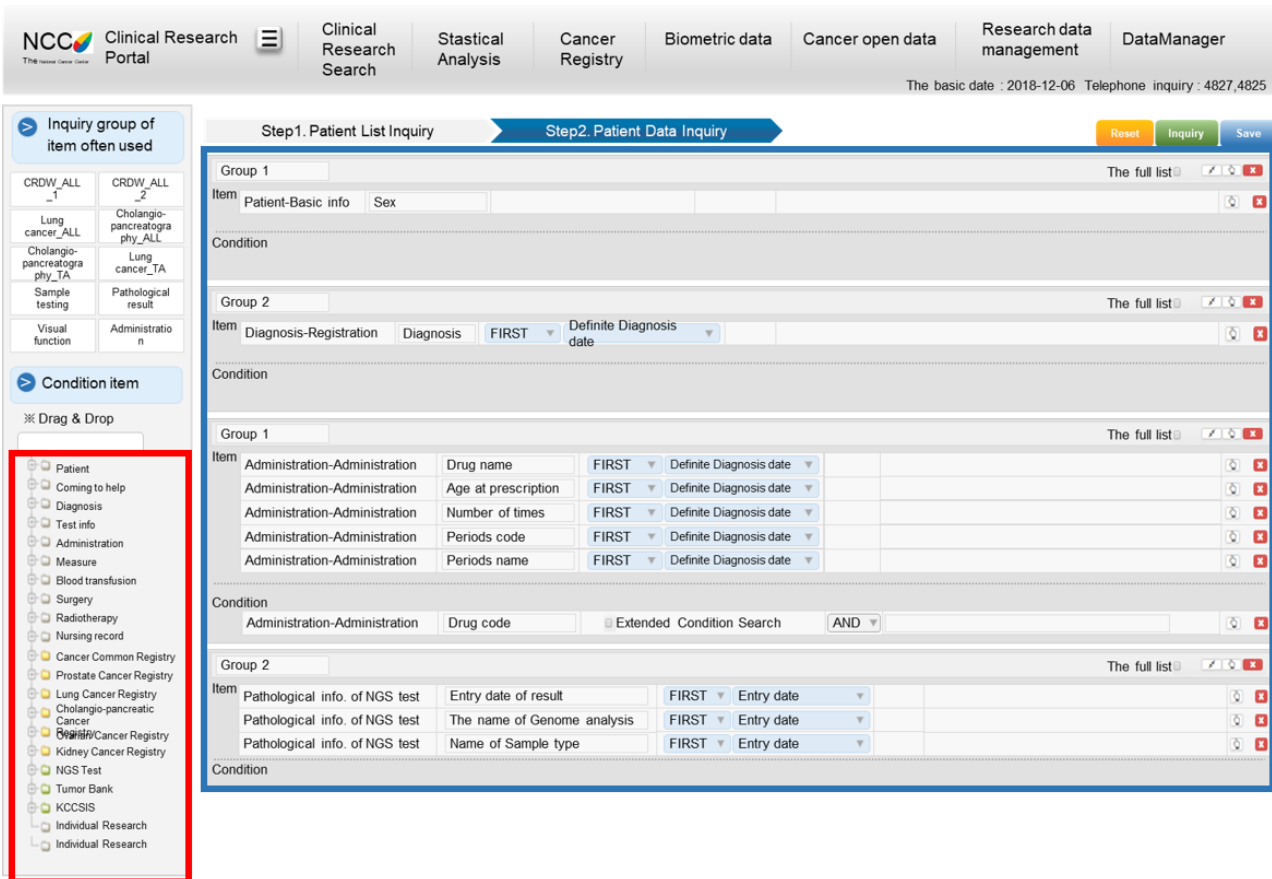 NCC
The National Cancer Center
Clinical Research
Portal
Clinical
Research
Search
Stastical
Analysis
Cancer
Registry
Biometric data
Cancer open data
Research data
management
DataManager
The basic date : 2018-12-06 Telephone inquiry : 4827,4825
Inquiry group of
item often used
CRDW_ALL
_1
CRDW_ALL
_2
Lung
cancer_ALL
Cholangio-
pancreatogra
phy_ALL
Cholangio-
pancreatogra
phy_TA
Lung
cancer_TA
Sample
testing
Pathological
result
Visual
function
Administratio
n
Condition item
※ Drag & Drop
Patient
Coming to help
Diagnosis
Test info
Administration
Measure
Blood transfusion
Surgery
Radiotherapy
Nursing record
Cancer Common Registry
Prostate Cancer Registry
Lung Cancer Registry
Cholangio-pancreatic
Cancer
Registry
Cancer Registry
Kidney Cancer Registry
NGS Test
Tumor Bank
KCCSIS
Individual Research
Individual Research
Step1. Patient List Inquiry
Step2. Patient Data Inquiry
Reset Inquiry Save
Group 1 The full list
Item Patient-Basic info Sex
Condition
Group 2 The full list
Item Diagnosis-Registration Diagnosis FIRST Definite Diagnosis
date
Condition
Group 1 The full list
Item
Administration-Administration Drug name FIRST Definite Diagnosis date
Administration-Administration Age at prescription FIRST Definite Diagnosis date
Administration-Administration Number of times FIRST Definite Diagnosis date
Administration-Administration Periods code FIRST Definite Diagnosis date
Administration-Administration Periods name FIRST Definite Diagnosis date
Condition
Administration-Administration Drug code Extended Condition Search AND
Group 2 The full list
Item
Pathological info. of NGS test Entry date of result FIRST Entry date
Pathological info. of NGS test The name of Genome analysis FIRST Entry date
Pathological info. of NGS test Name of Sample type FIRST Entry date
Condition